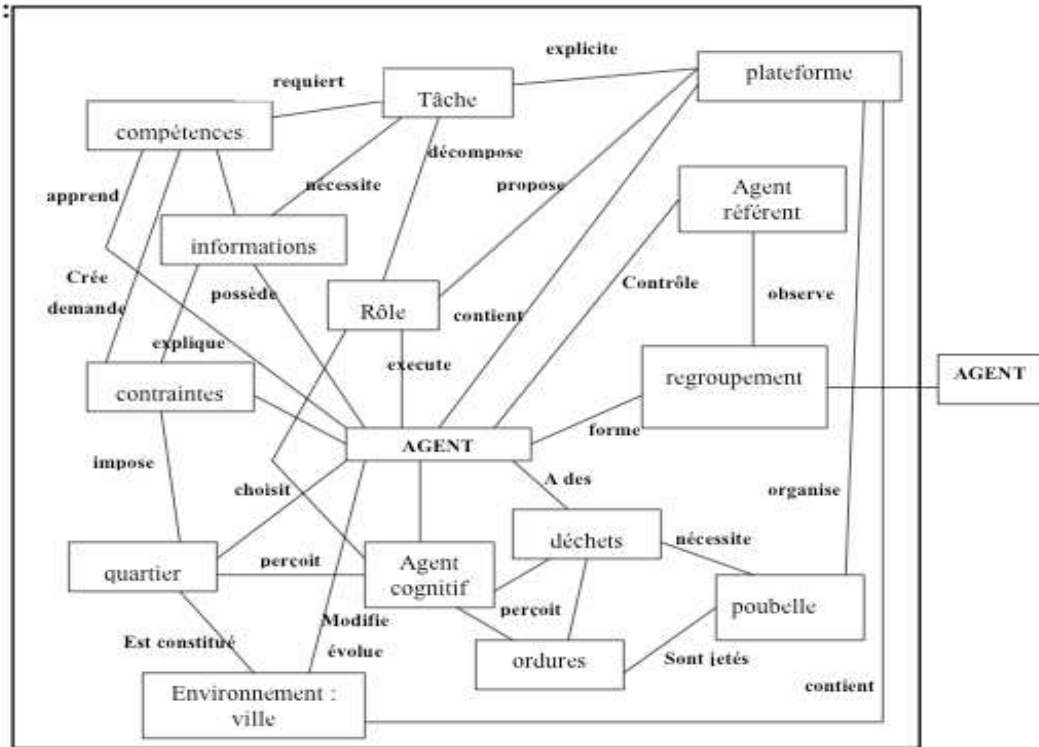 :
explicite
plateforme
requiert
Tâche
compétences
décompose
apprend
nécessite
propose
Agent
référent
informations
Crée
demande
possède
Rôle
contient
Contrôle
observe
explique
execute
contraintes
regroupement
AGENT
forme
AGENT
impose
choisit
A des
organise
déchets
nécessite
quartier
perçoit
Agent
cognitif
poubelle
perçoit
Modifie
évolue
Est constitué
ordures
Sont jetés
contient
Environnement :
ville